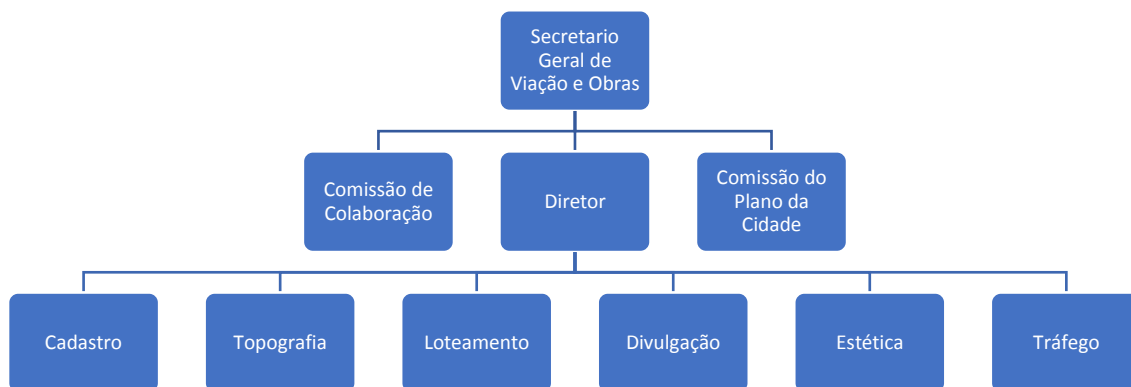 Secretario
Geral de
Viação e Obras
Comissão de
Colaboração
Diretor
Comissão do
Plano da
Cidade
Cadastro
Topografia
Loteamento
Divulgação
Estética
Tráfego